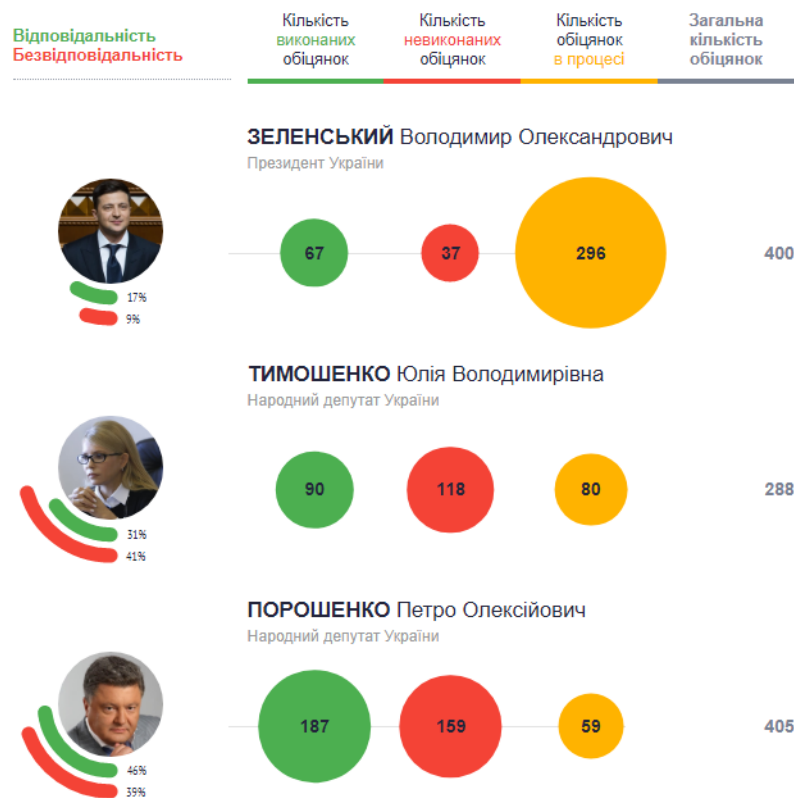 Відповідальність
Безвідповідальність
Кількість
виконаних
обіцянок
Кількість
невиконаних
обіцянок
Кількість
обіцянок
в процесі
Загальна
кількість
обіцянок
ЗЕЛЕНСЬКИЙ Володимир Олександрович
Президент України
67 37 296 400
17%
9%
ТИМОШЕНКО Юлія Володимирівна
Народний депутат України
90 118 80 288
31%
41%
ПОРОШЕНКО Петро Олексійович
Народний депутат України
187 159 59 405
46%
39%